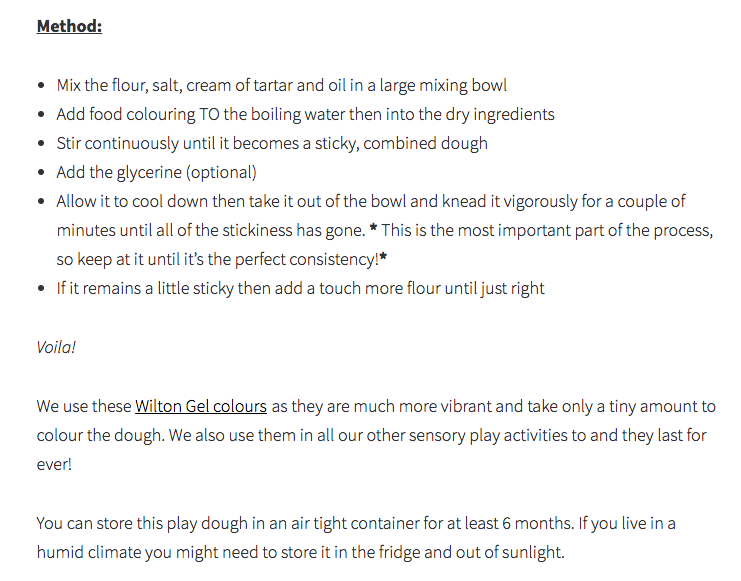 Method:
• Mix the flour, salt, cream of tartar and oil in a large mixing bowl
• Add food colouring TO the boiling water then into the dry ingredients
• Stir continuously until it becomes a sticky, combined dough
• Add the glycerine (optional)
• Allow it to cool down then take it out of the bowl and knead it vigorously for a couple of
minutes until all of the stickiness has gone. * This is the most important part of the process,
so keep at it until it’s the perfect consistency!*
• If it remains a little sticky then add a touch more flour until just right
Voila!
We use these Wilton Gel colours as they are much more vibrant and take only a tiny amount to
colour the dough. We also use them in all our other sensory play activities to and they last for
ever!
You can store this play dough in an air tight container for at least 6 months. If you live in a
humid climate you might need to store it in the fridge and out of sunlight.